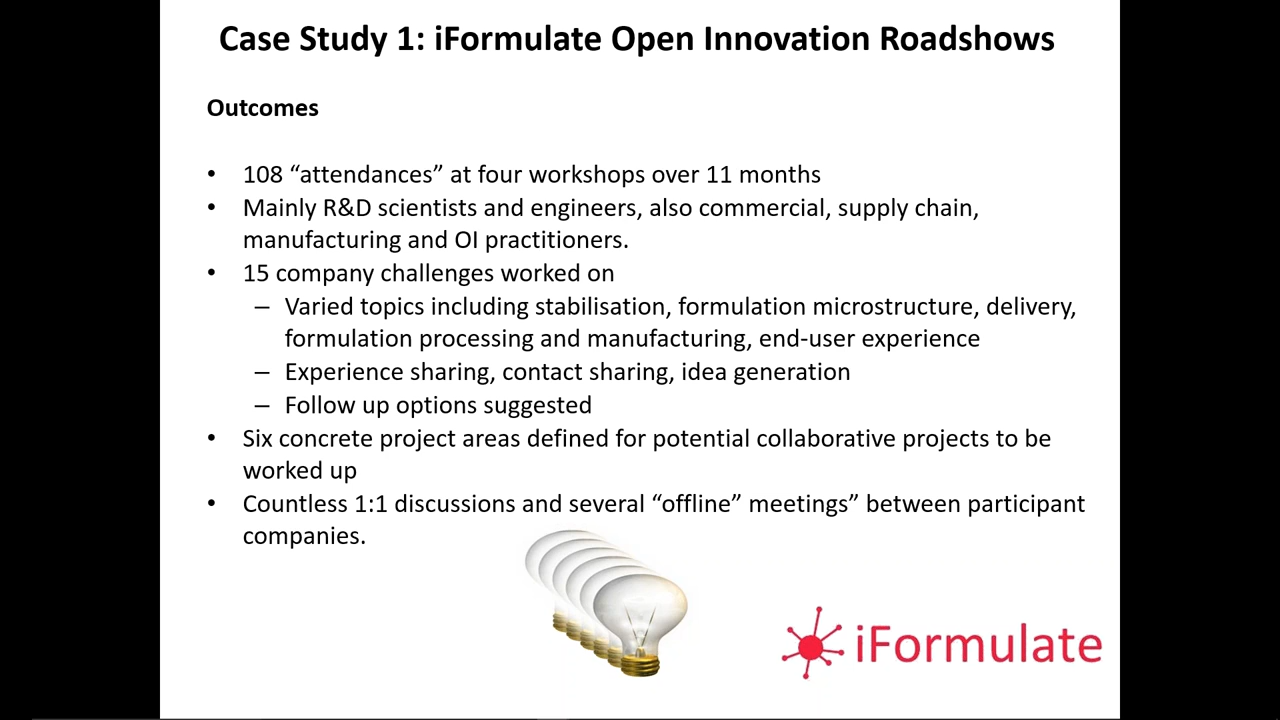 Case Study 1: iFormulate Open Innovation Roadshows
Outcomes
• 108 “attendances” at four workshops over 11 months
• Mainly R&D scientists and engineers, also commercial, supply chain,
manufacturing and OI practitioners.
• 15 company challenges worked on
– Varied topics including stabilisation, formulation microstructure, delivery,
formulation processing and manufacturing, end-user experience
– Experience sharing, contact sharing, idea generation
– Follow up options suggested
• Six concrete project areas defined for potential collaborative projects to be
worked up
• Countless 1:1 discussions and several “offline” meetings” between participant
companies.
iFormulate